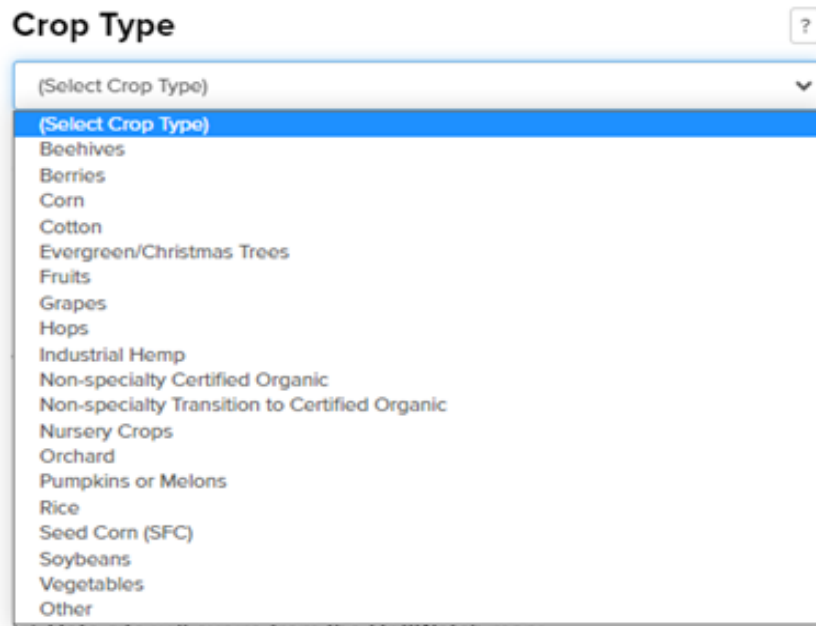 Crop Type
?
(Select Crop Type)
(Select Crop Type)
Beehives
Berries
Corn
Cotton
Evergreen/Christmas Trees
Fruits
Grapes
Hops
Industrial Hemp
Non-specialty Certified Organic
Non-specialty Transition to Certified Organic
Nursery Crops
Orchard
Pumpkins or Melons
Rice
Seed Corn (SFC)
Soybeans
Vegetables
Other